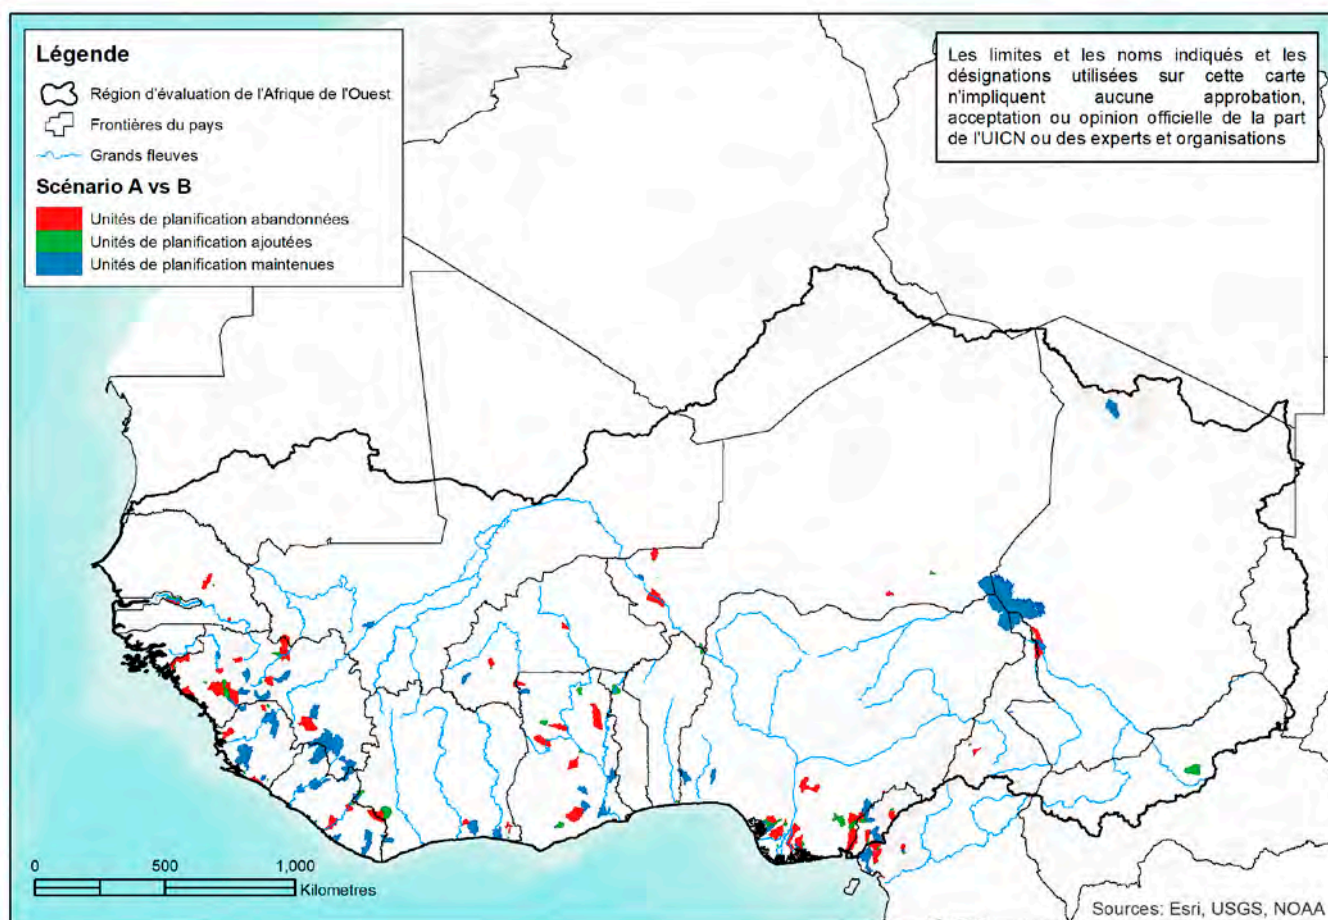 Légende
Région d'évaluation de l'Afrique de l'Ouest
Frontières du pays
Grands fleuves
Scénario A vs B
Unités de planification abandonnées
Unités de planification ajoutées
Unités de planification maintenues
Les limites et les noms indiqués et les
désignations utilisées sur cette carte
n'impliquent aucune approbation,
acceptation ou opinion officielle de la part
de l'UICN ou des experts et organisations
0 500 1,000
Kilometres
Sources: Esri, USGS, NOAA